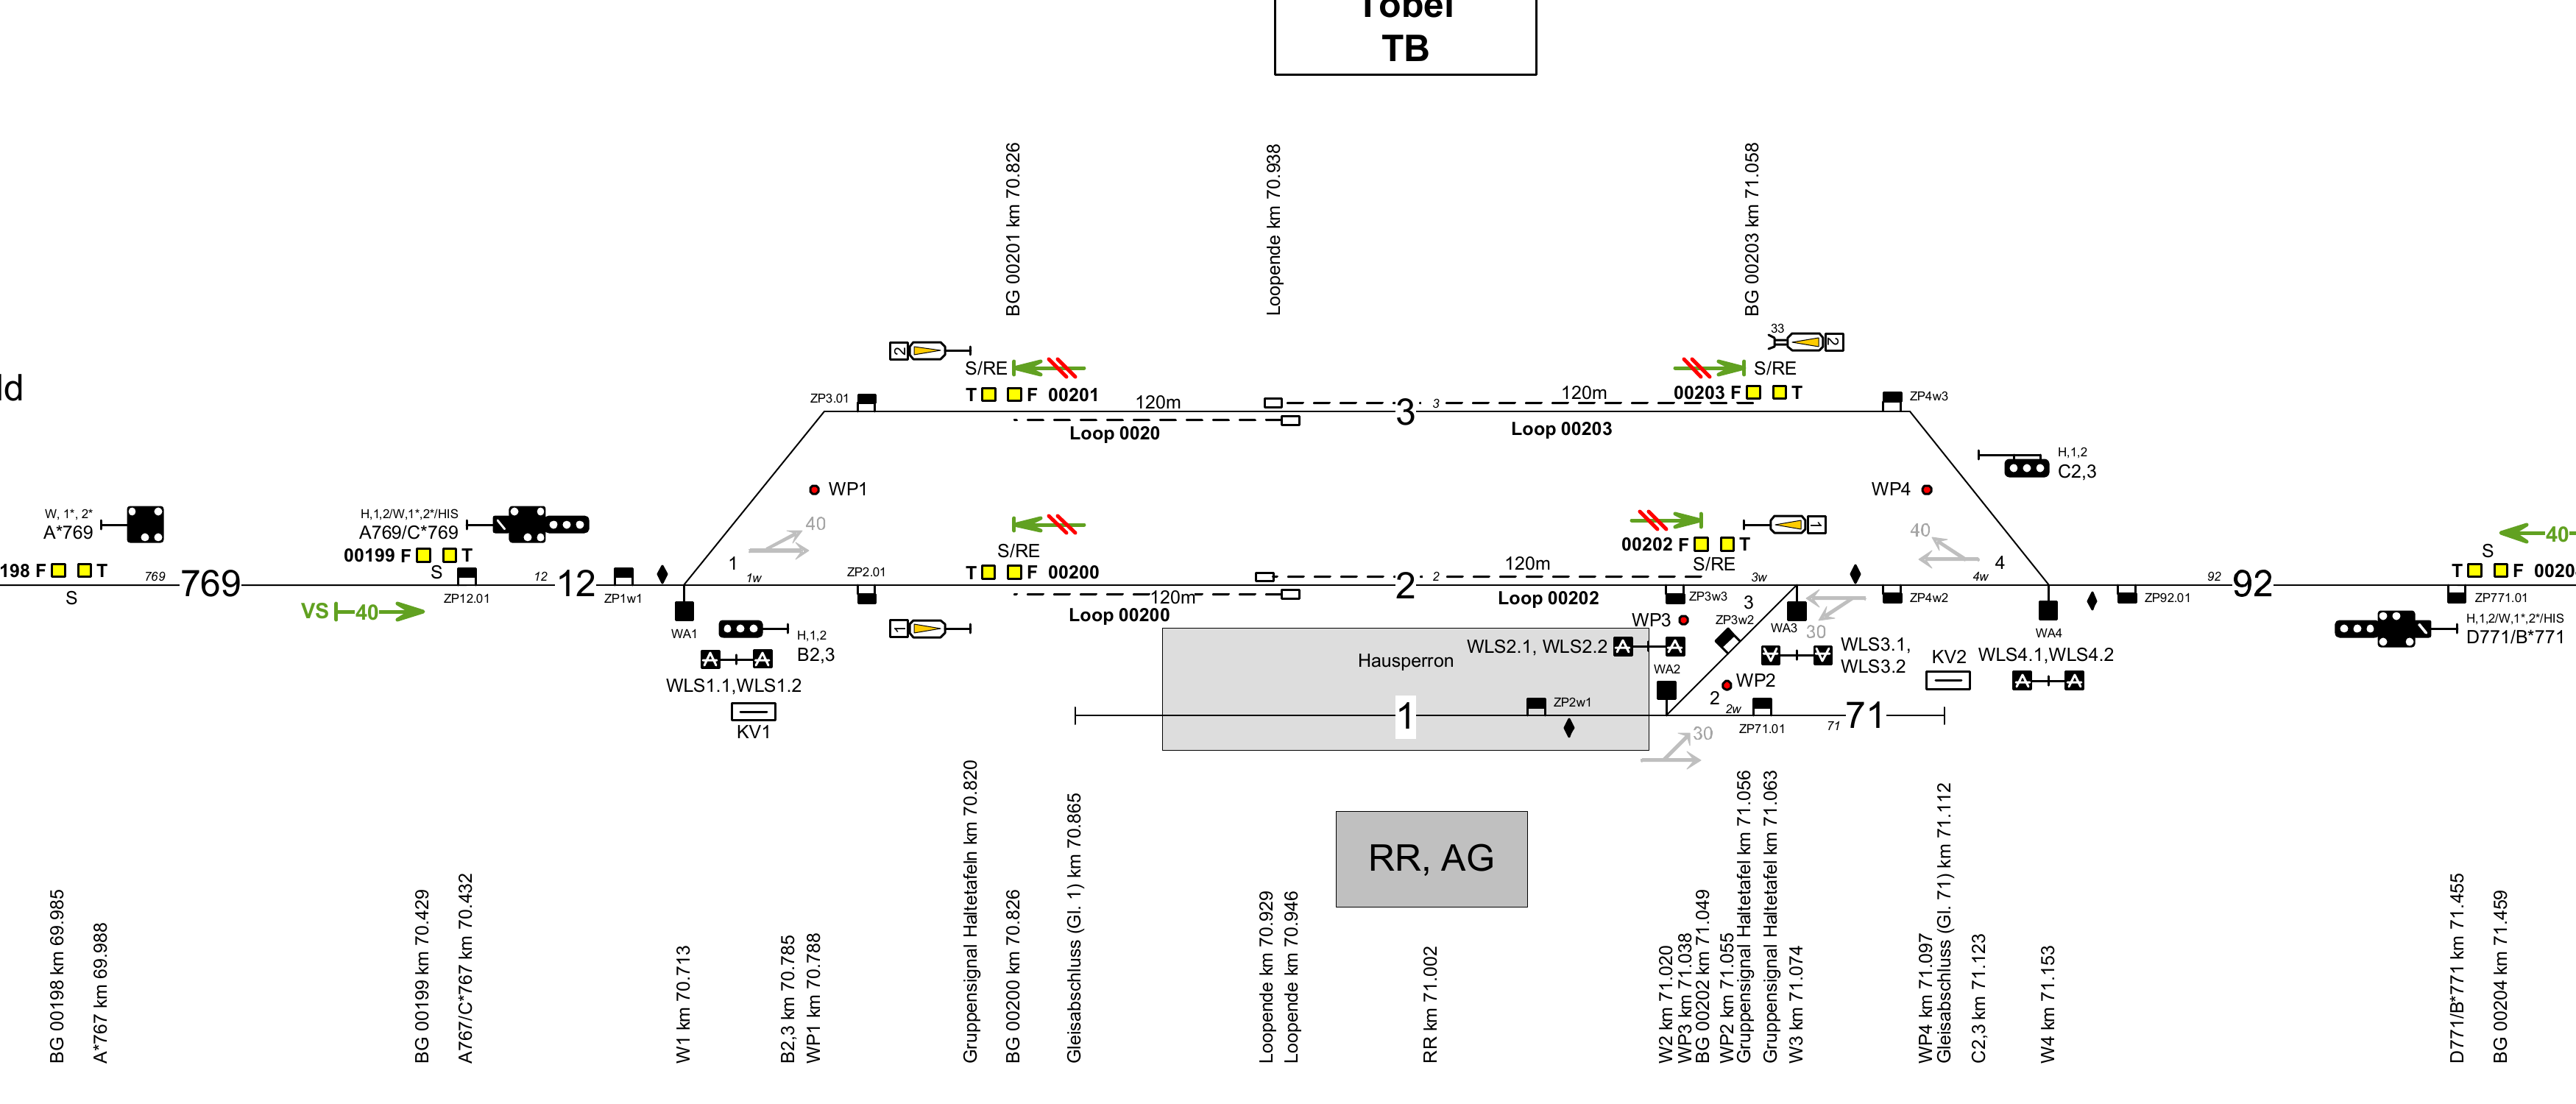 Tobel
TB
BG 00201 km 70.826
Loopende km 70.938
BG 00203 km 71.058
ld
2
S/RE
T F 00201
ZP3.01
120m
Loop 0020
3
3
120m
Loop 00203
33
2
S/RE
00203 F T
ZP4w3
WP1
40
WP4
40
H,1,2
C2,3
W, 1*, 2*
A*769
198 F T
S
769
769
H,1,2/W,1*,2*/HIS
A769/C*769
00199 F T
S
VS 40
ZP12.01
12
12
ZP1w1
WA1
1
1w
ZP2.01
S/RE
T F 00200
120m
Loop 00200
1
H,1,2
B2,3
A A
WLS1.1,WLS1.2
KV1
2
2
120m
Loop 00202
00202 F T
S/RE
1
ZP3w3
WP3
3w
3
ZP3w2
WA3
30
ZP4w2
4w
4
WA4
ZP92.01
92
92
40
S
T F 0020
ZP771.01
H,1,2/W,1*,2*/HIS
D771/B*771
Hausperron
WLS2.1, WLS2.2
A A
WA2
WP2
A A
WLS3.1,
WLS3.2
KV2
WLS4.1,WLS4.2
A A
1
ZP2w1
2
2w
ZP71.01
71
71
30
RR, AG
BG 00198 km 69.985
A*767 km 69.988
BG 00199 km 70.429
A767/C*767 km 70.432
W1 km 70.713
B2,3 km 70.785
WP1 km 70.788
Gruppensignal Haltetafeln km 70.820
BG 00200 km 70.826
Gleisabschluss (Gl. 1) km 70.865
Loopende km 70.929
Loopende km 70.946
RR km 71.002
W2 km 71.020
WP3 km 71.038
BG 00202 km 71.049
WP2 km 71.055
Gruppensignal Haltetafel km 71.056
Gruppensignal Haltetafel km 71.063
W3 km 71.074
WP4 km 71.097
Gleisabschluss (Gl. 71) km 71.112
C2,3 km 71.123
W4 km 71.153
D771/B*771 km 71.455
BG 00204 km 71.459